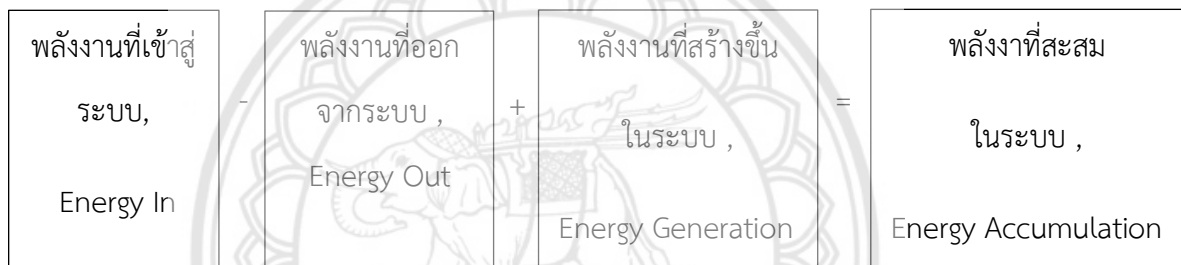 พลังงานที่เข้าสู่
ระบบ,
Energy In
-
พลังงานที่ออก
จากระบบ ,
Energy Out
+
พลังงานที่สร้างขึ้น
ในระบบ ,
Energy Generation
=
พลังงาที่สะสม
ในระบบ ,
Energy Accumulation